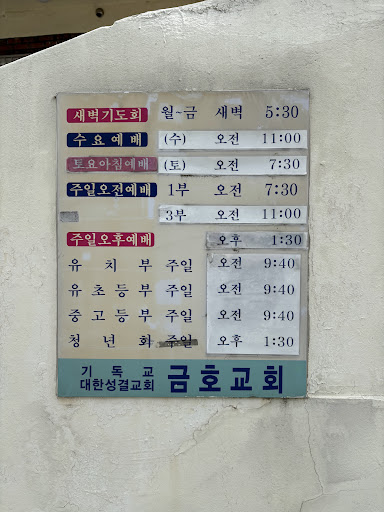 새벽기도회 월~금 새벽 5:30
수요예배 (수) 오전 11:00
토요아침예배 (토) 오전 7:30
주일오전예배 1부 오전 7:30
3부 오전 11:00
주일오후예배 오후 1:30
유치부 주일 오전 9:40
유초등부 주일 오전 9:40
중고등부 주일 오전 9:40
청년회 주일 오후 1:30
기독교
대한성결교회 금호교회